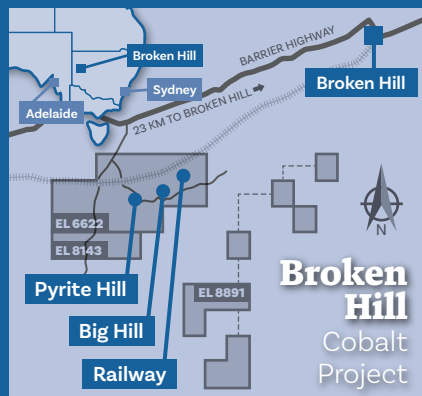 Broken Hill
Sydney
Adelaide
BARRIER HIGHWAY
23 KM TO BROKEN HILL
Broken Hill
N
EL 6622
EL 8143
EL 8891
Pyrite Hill
Big Hill
Railway
Broken
Hill
Cobalt
Project